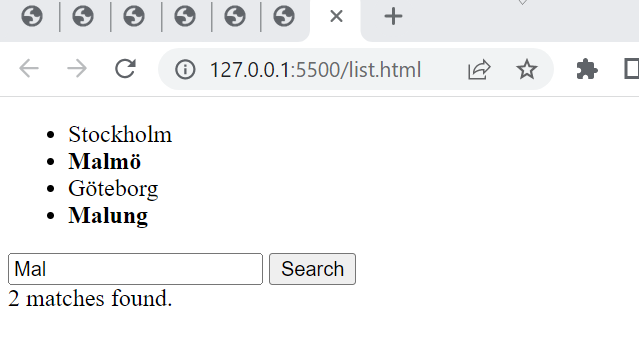 127.0.0.1:5500/list.html
Stockholm
Malmö
Göteborg
Malung
Mal Search
2 matches found.